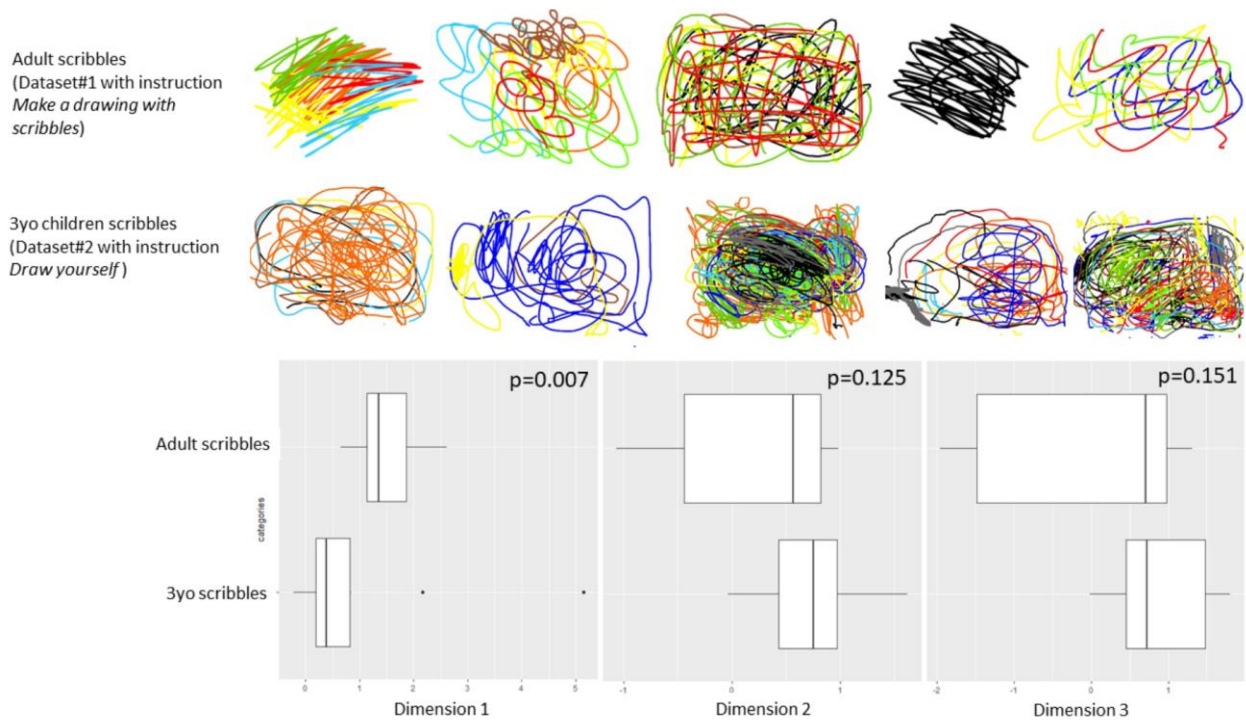 Adult scribbles
(Dataset#1 with instruction
Make a drawing with
scribbles)
3yo children scribbles
(Dataset#2 with instruction
Draw yourself )
p=0.007
p=0.125
p=0.151
Adult scribbles
categories
3yo scribbles
0 1 2 3 4 5
-1 0 1
-2 -1 0 1
Dimension 1
Dimension 2
Dimension 3